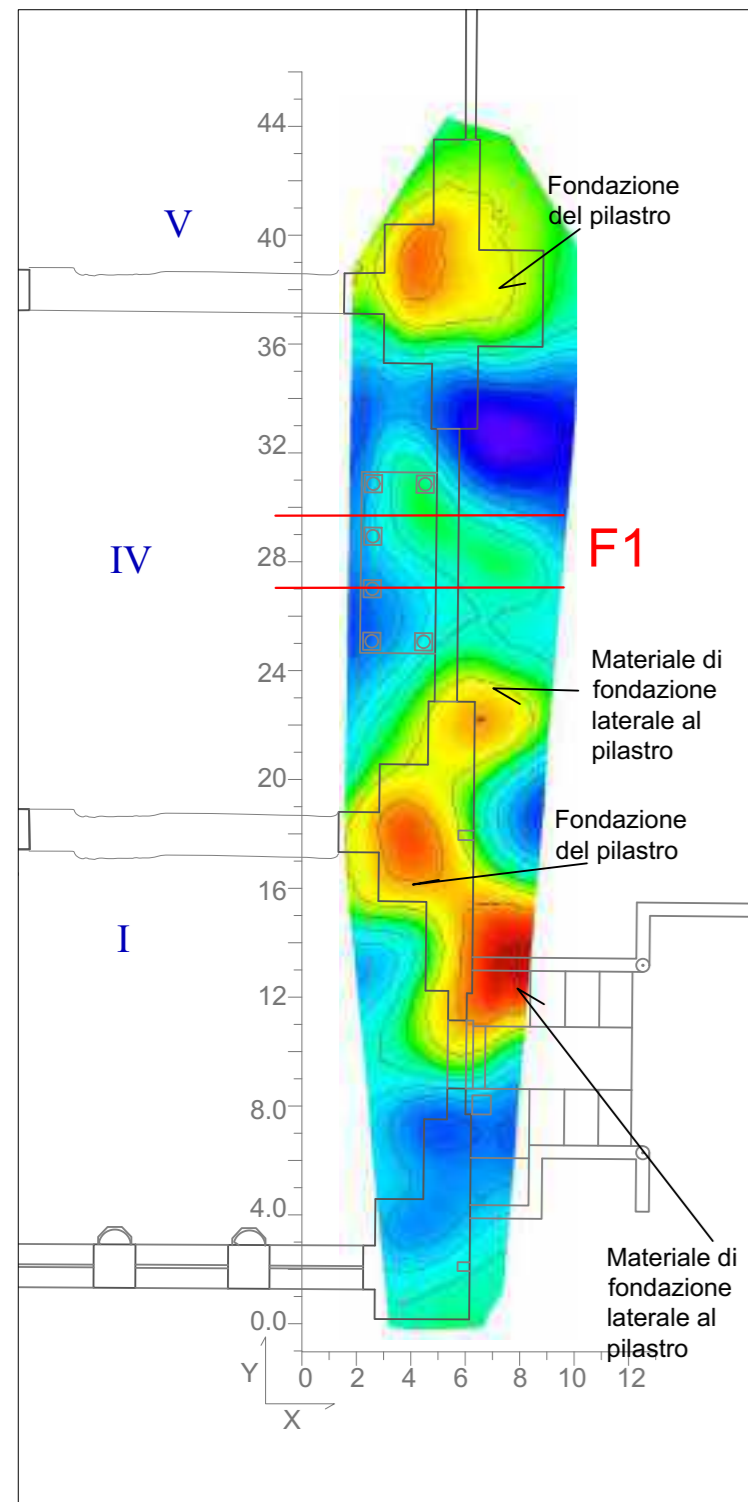 44
Fondazione
del pilastro
V
40
36
32
F1
IV
28
24
Materiale di
fondazione
laterale al
pilastro
20
Fondazione
del pilastro
16
I
12
8.0
4.0
Materiale di
fondazione
laterale al
pilastro
0.0
Y
0 2 4 6 8 10 12
X